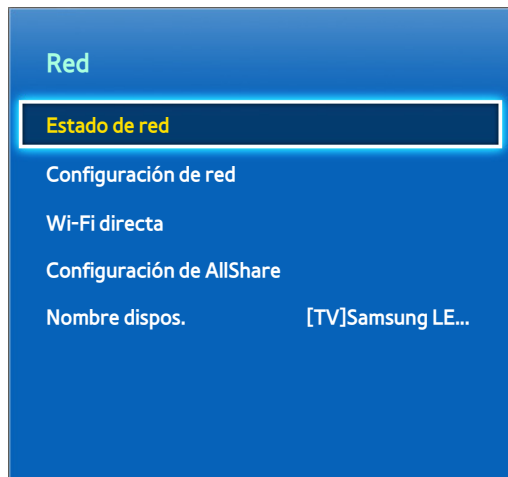 Red
Estado de red
Configuración de red
Wi-Fi directa
Configuración de AllShare
Nombre dispos. [TV]Samsung LE...